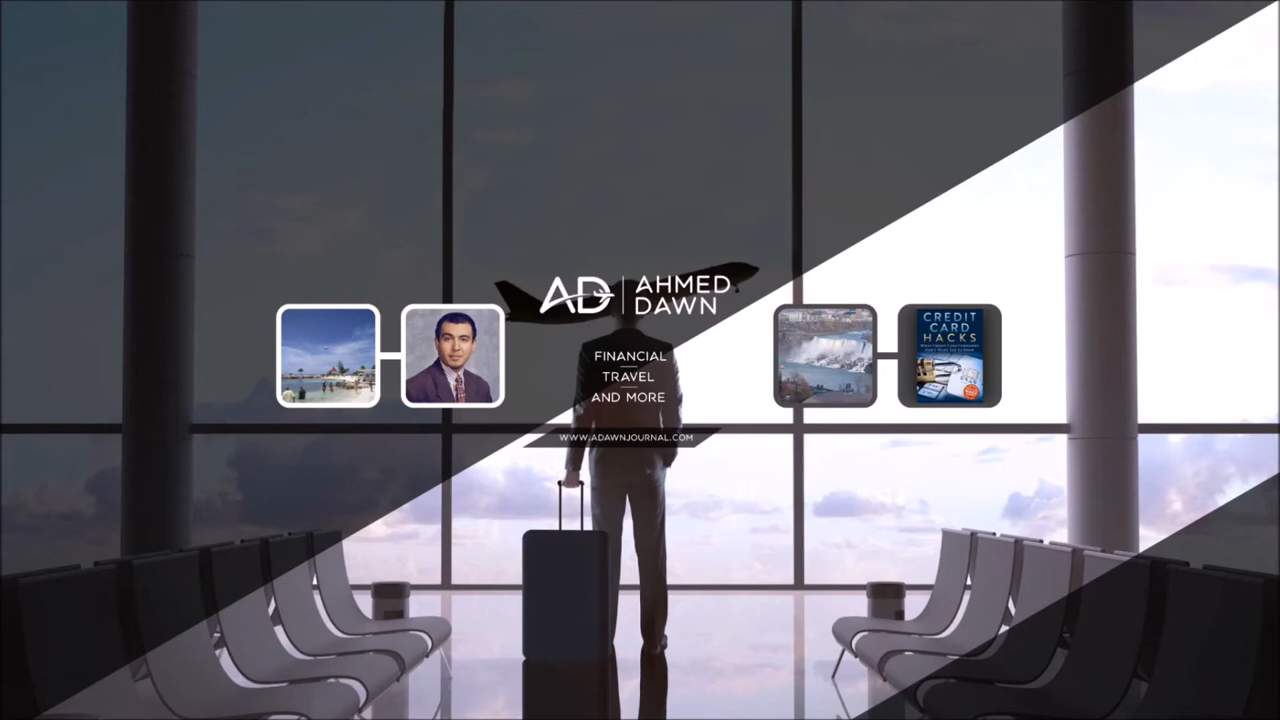 AD
AHMED
DAWN
FINANCIAL
TRAVEL
AND MORE
WWW.ADAWNJOURNAL.COM
CREDIT
CARD
HACKS